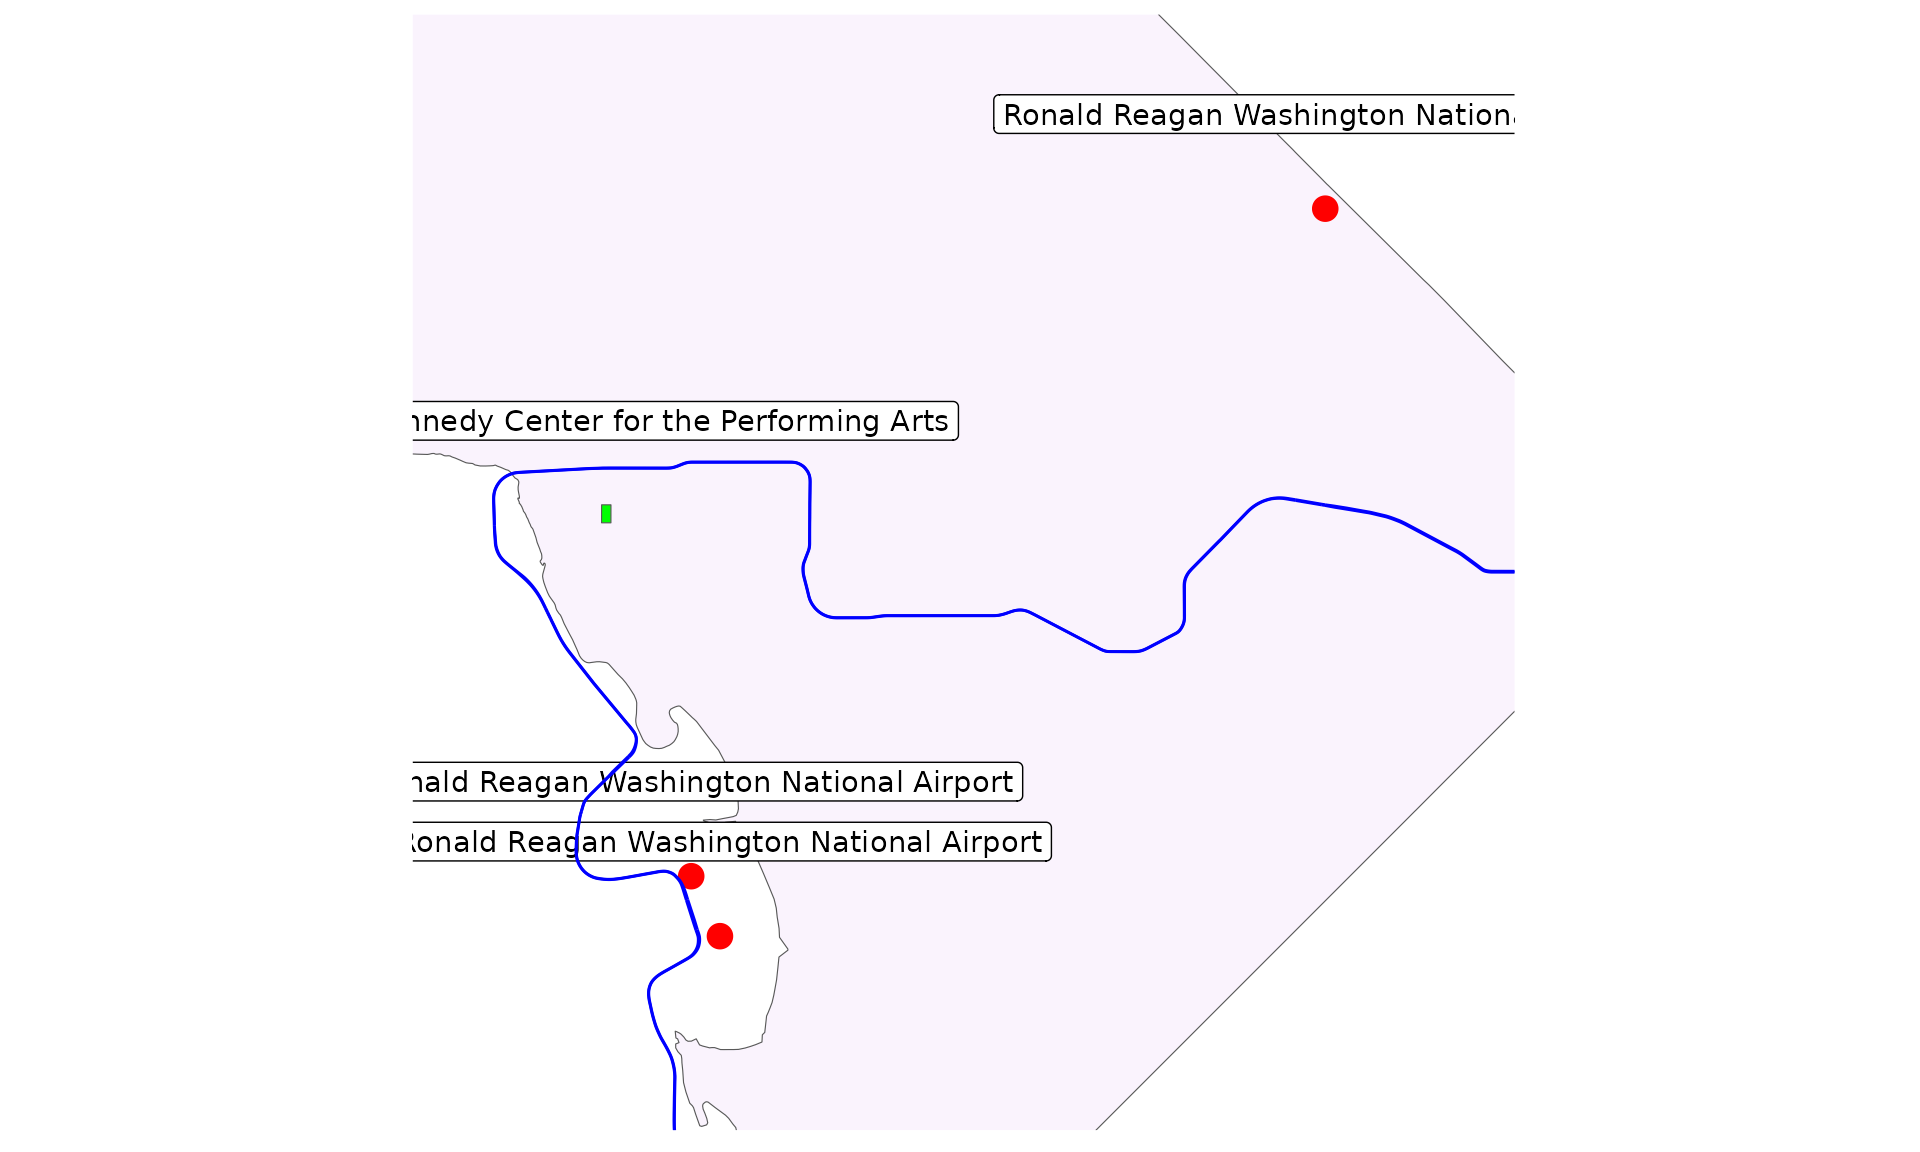 Ronald Reagan Washington Nationa
nnedy Center for the Performing Arts
nald Reagan Washington National Airport
Ronald Reagan Washington National Airport